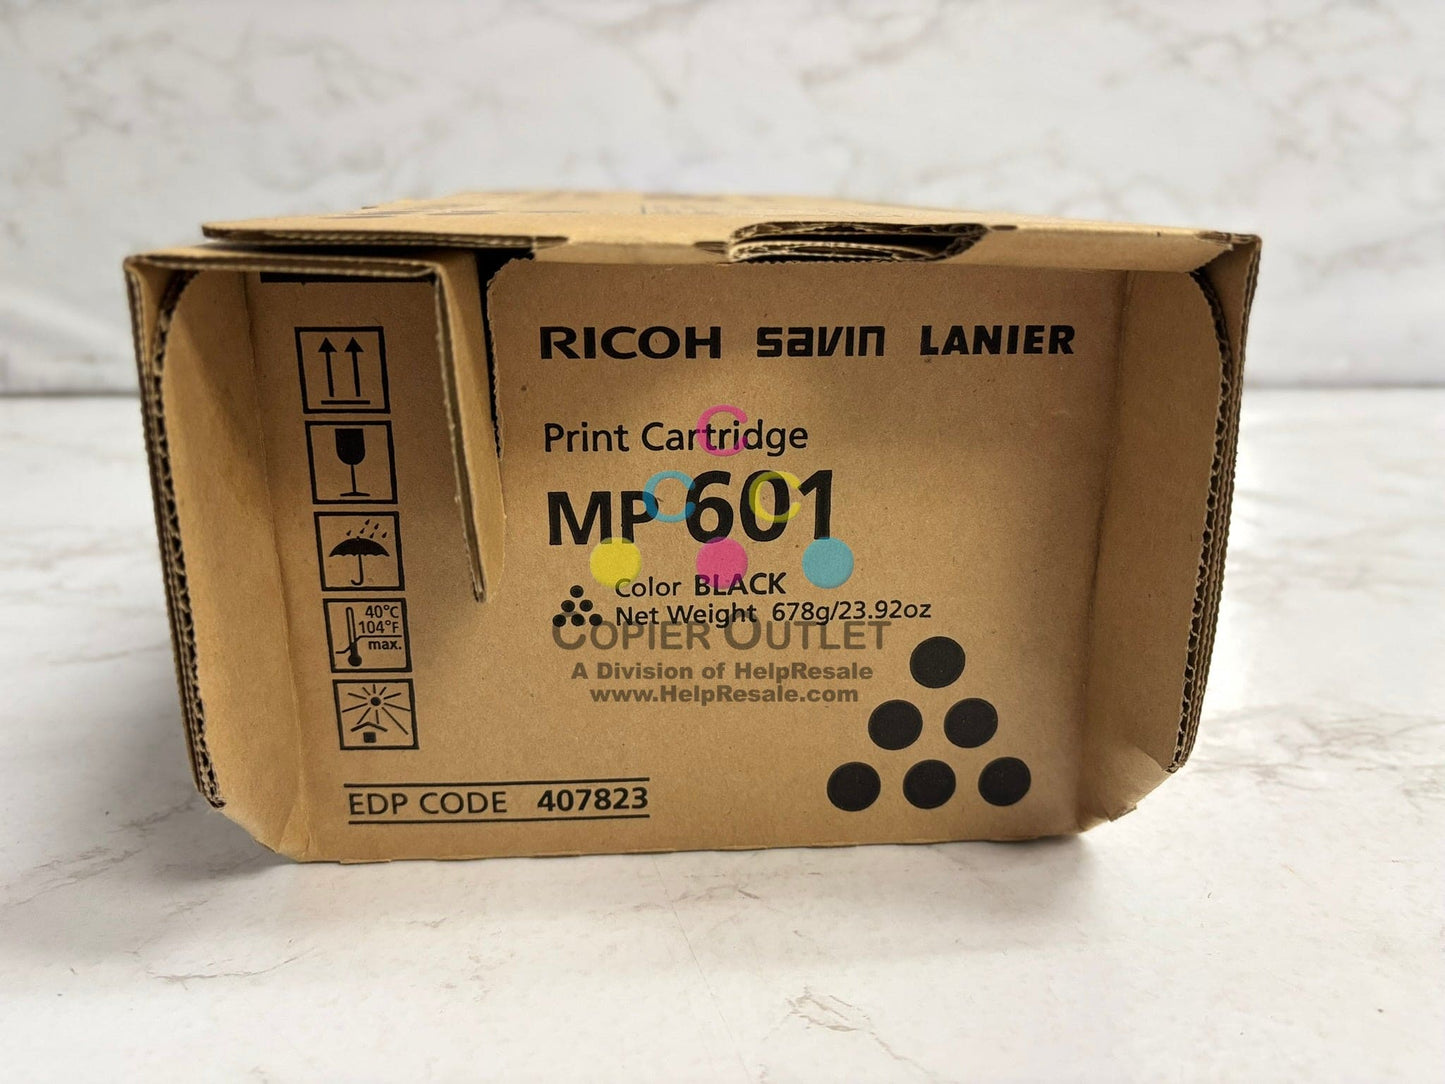 RICOH savin LANIER
Print Cartridge
MP 601
Color BLACK
Net Weight 678g/23.92oz
40°C
104°F
max.
EDP CODE 407823
C
C C
COPIER OUTLET
A Division of HelpResale
www.HelpResale.com